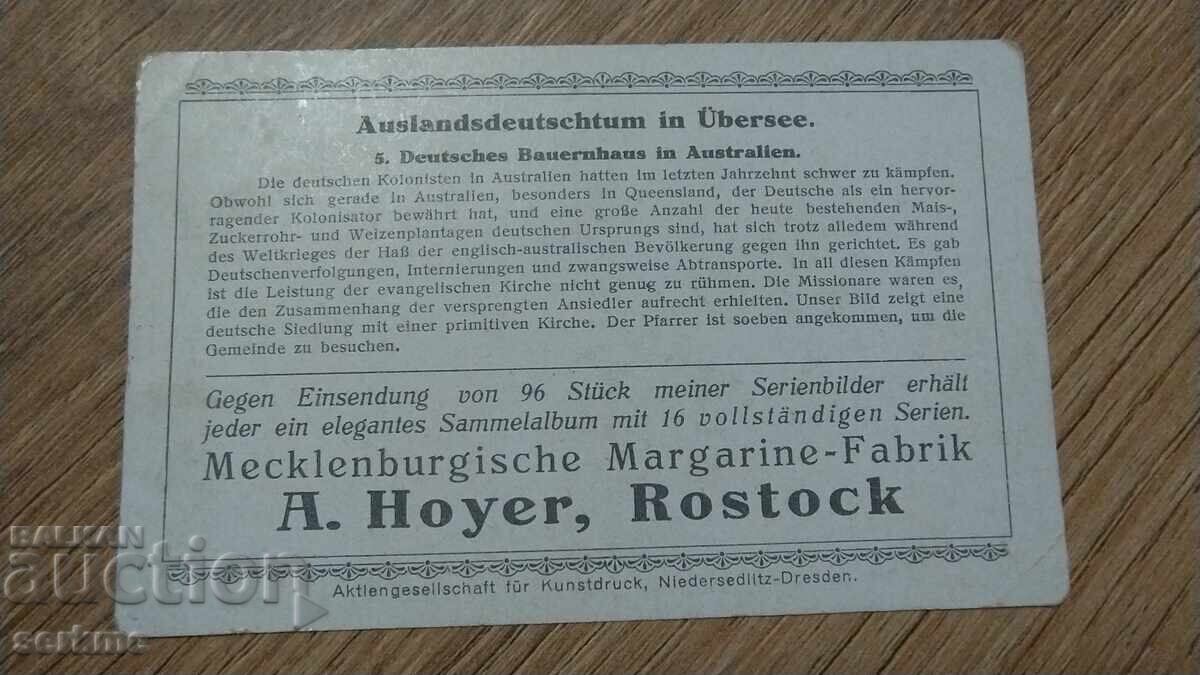 Auslandsdeutschtum in Übersee.
5. Deutsches Bauernhaus in Australien.
Die deutschen Kolonisten in Australien hatten im letzten Jahrzehnt schwer zu kämpfen.
Obwohl sich gerade in Australien, besonders in Queensland, der Deutsche als ein hervor-
ragender Kolonisator bewährt hat, und eine große Anzahl der heute bestehenden Mais-,
Zuckerrohr- und Weizenplantagen deutschen Ursprungs sind, hat sich trotz alledem während
des Weltkrieges der Haß der englisch-australischen Bevölkerung gegen ihn gerichtet. Es gab
Deutschenverfolgungen, Internierungen und zwangsweise Abtransporte. In all diesen Kämpfen
ist die Leistung der evangelischen Kirche nicht genug zu rühmen. Die Missionare waren es,
die den Zusammenhang der versprengten Ansiedler aufrecht erhielten. Unser Bild zeigt eine
deutsche Siedlung mit einer primitiven Kirche. Der Pfarrer ist soeben angekommen, um die
Gemeinde zu besuchen.
Gegen Einsendung von 96 Stück meiner Serienbilder erhält
jeder ein elegantes Sammelalbum mit 16 vollständigen Serien.
Mecklenburgische Margarine-Fabrik
A. Hoyer, Rostock
Aktiengesellschaft für Kunstdruck, Niedersedlitz-Dresden.
BALKAN
auction
serkme